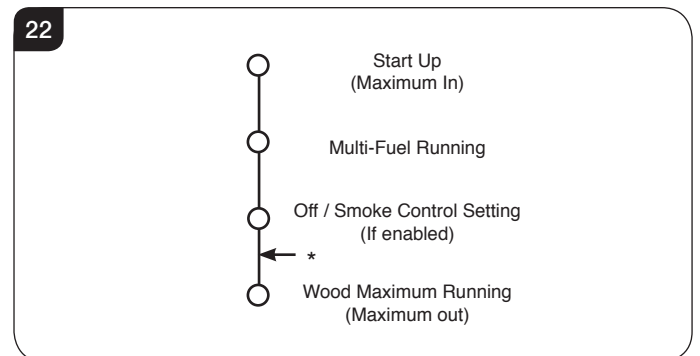 22
Start Up
(Maximum In)
Multi-Fuel Running
Off / Smoke Control Setting
(If enabled)
*
Wood Maximum Running
(Maximum out)